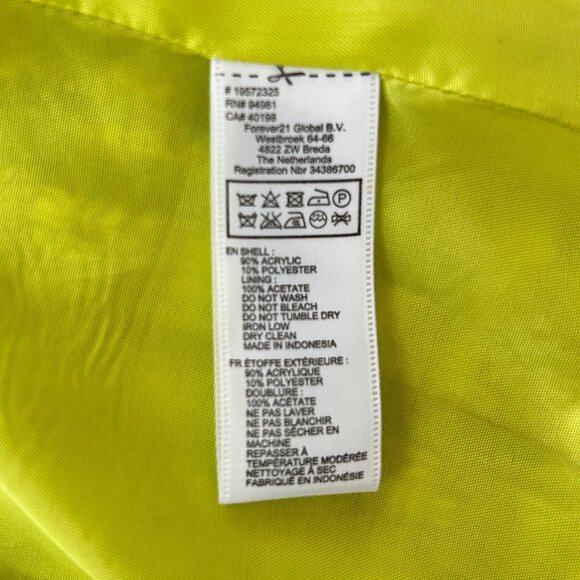 # 19572325
RN# 94981
CA# 40198
Forever21 Global B.V.
Westbroek 64-66
4822 ZW Breda
The Netherlands
Registration Nbr 34386700
P
EN SHELL :
90% ACRYLIC
10% POLYESTER
LINING :
100% ACETATE
DO NOT WASH
DO NOT BLEACH
DO NOT TUMBLE DRY
IRON LOW
DRY CLEAN
MADE IN INDONESIA
FR ÉTOFFE EXTÉRIEURE :
90% ACRYLIQUE
10% POLYESTER
DOUBLURE :
100% ACETATE
NE PAS LAVER
NE PAS BLANCHIR
NE PAS SÉCHER EN
MACHINE
REPASSER À
TEMPÉRATURE MODÉRÉE
NETTOYAGE À SEC
FABRIQUÉ EN INDONÉSIE